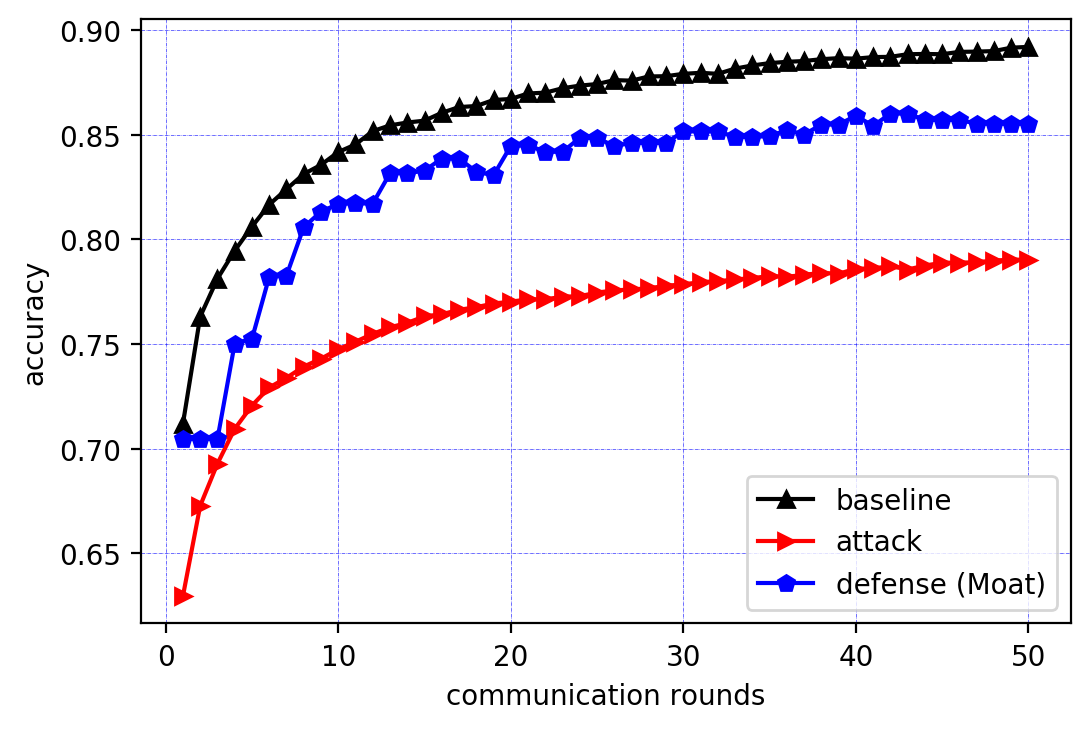 0.90
0.85
0.80
0.75
0.70
0.65
accuracy
baseline
attack
defense (Moat)
0 10 20 30 40 50
communication rounds